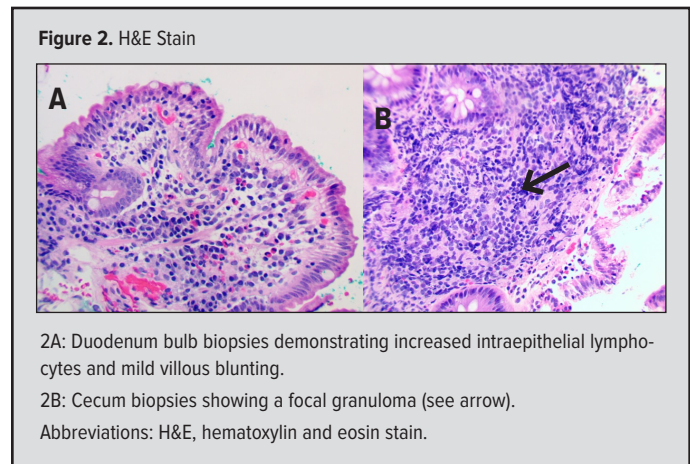 Figure 2. H&E Stain
A
B
2A: Duodenum bulb biopsies demonstrating increased intraepithelial lympho-
cytes and mild villous blunting.
2B: Cecum biopsies showing a focal granuloma (see arrow).
Abbreviations: H&E, hematoxylin and eosin stain.